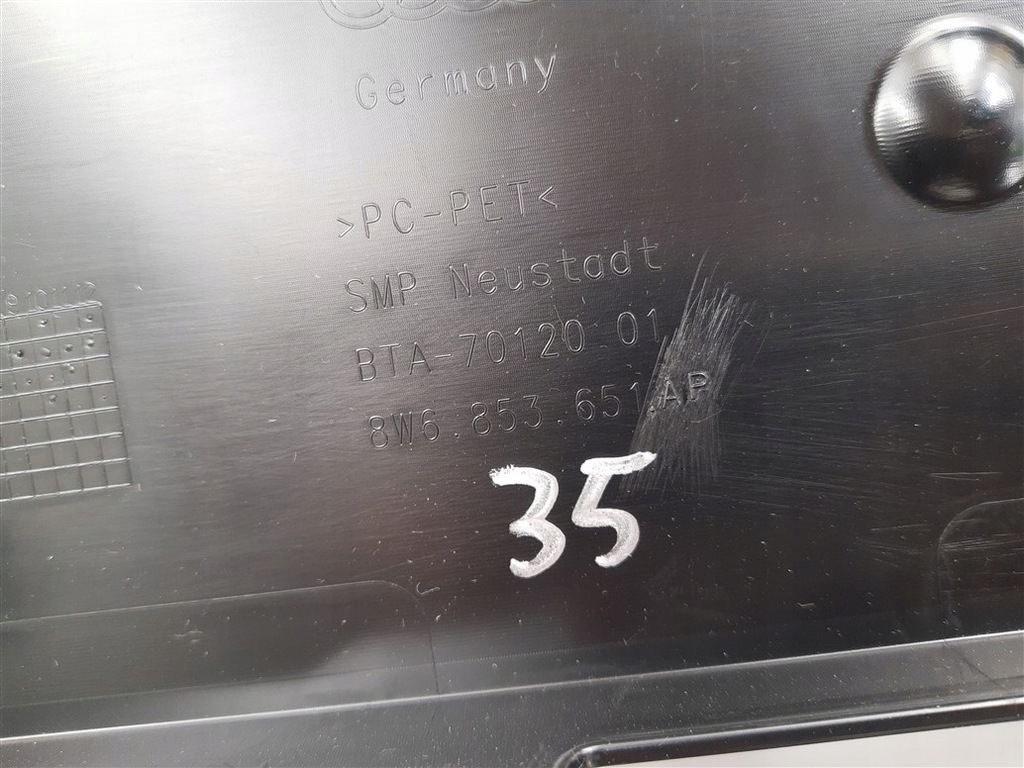 Germany
>PC-PET<
SMP Neustadt
BTA-70120 01
8W6.853.651.AP
35